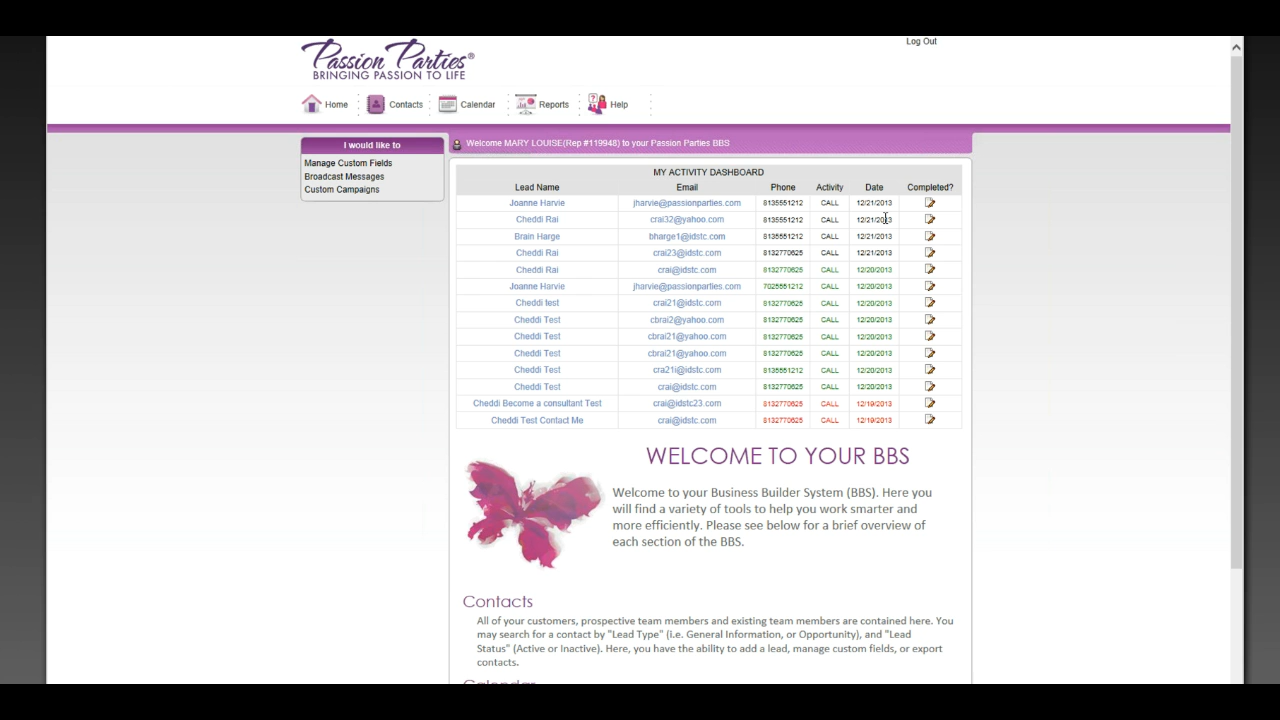 Log Out
Passion Parties®
BRINGING PASSION TO LIFE
Home Contacts Calendar Reports Help
I would like to
Manage Custom Fields
Broadcast Messages
Custom Campaigns
Welcome MARY LOUISE(Rep #119948) to your Passion Parties BBS
MY ACTIVITY DASHBOARD
Lead Name Email Phone Activity Date Completed?
Joanne Harvie jharvie@passionparties.com 8135551212 CALL 12/21/2013
Cheddi Rai crai32@yahoo.com 8135551212 CALL 12/21/2013
Brain Harge bharge1@idstc.com 8135551212 CALL 12/21/2013
Cheddi Rai crai23@idstc.com 8132770625 CALL 12/21/2013
Cheddi Rai crai@idstc.com 8132770625 CALL 12/20/2013
Joanne Harvie jharvie@passionparties.com 7025551212 CALL 12/20/2013
Cheddi test crai21@idstc.com 8132770625 CALL 12/20/2013
Cheddi Test cbrai2@yahoo.com 8132770625 CALL 12/20/2013
Cheddi Test cbrai21@yahoo.com 8132770625 CALL 12/20/2013
Cheddi Test cbrai21@yahoo.com 8132770625 CALL 12/20/2013
Cheddi Test cra21i@idstc.com 8135551212 CALL 12/20/2013
Cheddi Test crai@idstc.com 8132770625 CALL 12/20/2013
Cheddi Become a consultant Test crai@idstc23.com 8132770625 CALL 12/19/2013
Cheddi Test Contact Me crai@idstc.com 8132770625 CALL 12/19/2013
WELCOME TO YOUR BBS
Welcome to your Business Builder System (BBS). Here you
will find a variety of tools to help you work smarter and
more efficiently. Please see below for a brief overview of
each section of the BBS.
Contacts
All of your customers, prospective team members and existing team members are contained here. You
may search for a contact by "Lead Type" (i.e. General Information, or Opportunity), and "Lead
Status" (Active or Inactive). Here, you have the ability to add a lead, manage custom fields, or export
contacts.
Calendar